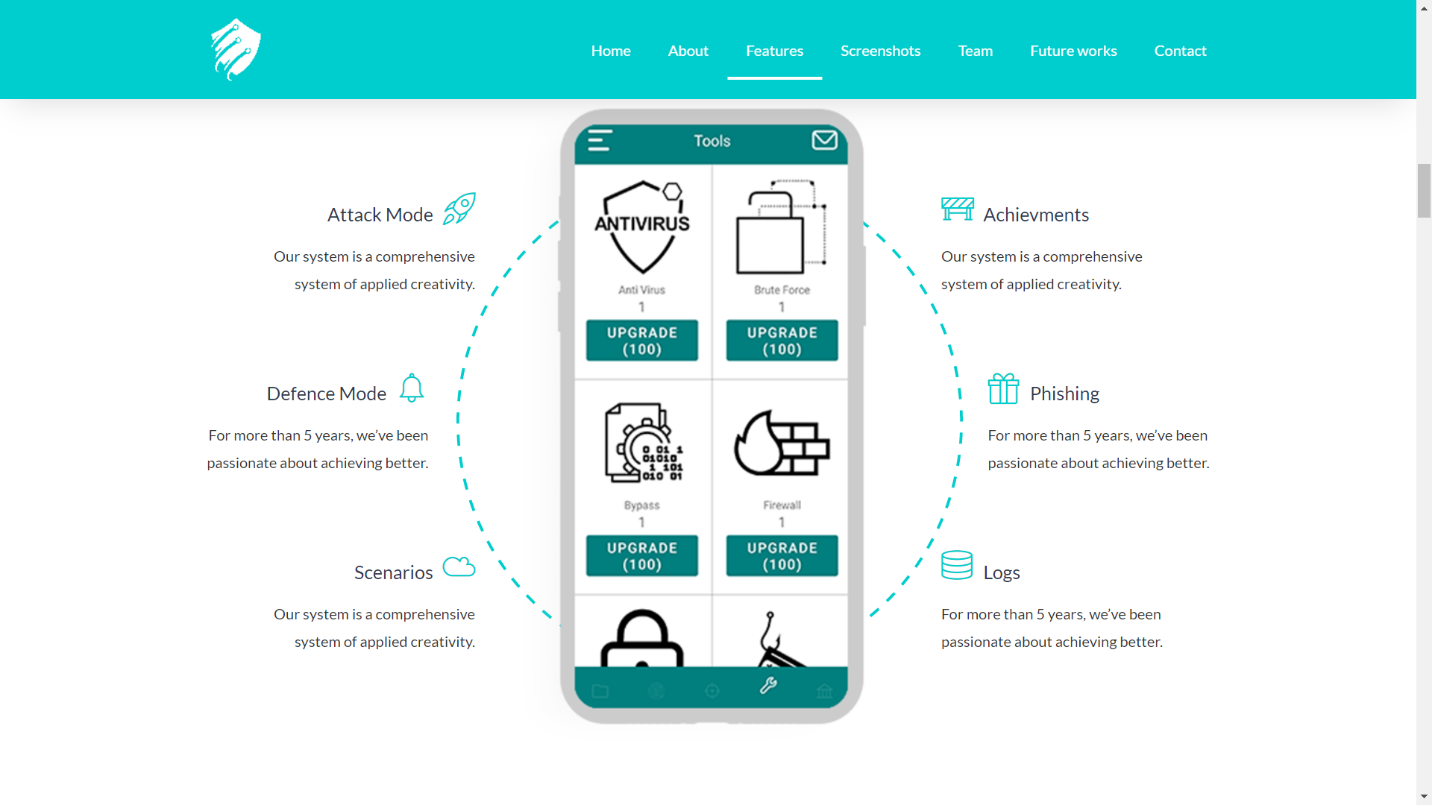 Home About Features Screenshots Team Future works Contact
Attack Mode
Our system is a comprehensive
system of applied creativity.
Defence Mode
For more than 5 years, we’ve been
passionate about achieving better.
Scenarios
Our system is a comprehensive
system of applied creativity.
Tools
ANTIVIRUS
Anti Virus
1
UPGRADE
(100)
Brute Force
1
UPGRADE
(100)
0 01 1
01010
1 101
010 01
Bypass
1
UPGRADE
(100)
Firewall
1
UPGRADE
(100)
Achievments
Our system is a comprehensive
system of applied creativity.
Phishing
For more than 5 years, we’ve been
passionate about achieving better.
Logs
For more than 5 years, we’ve been
passionate about achieving better.